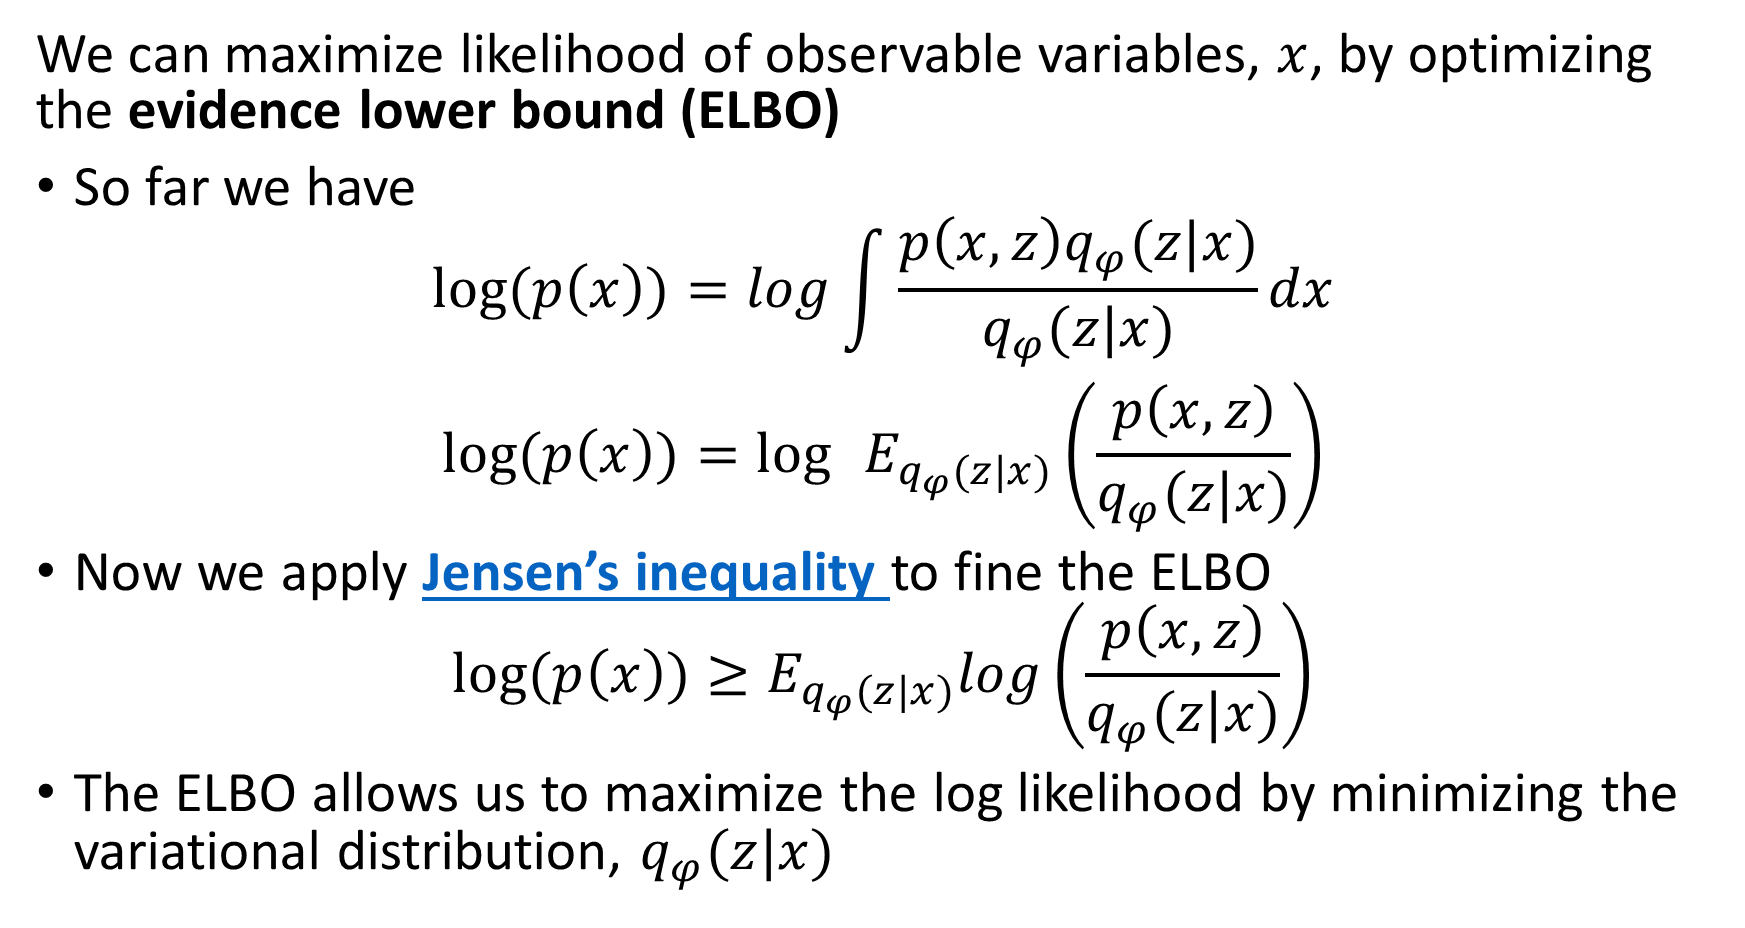 We can maximize likelihood of observable variables, 𝑥, by optimizing
the evidence lower bound (ELBO)
• So far we have
log(𝑝(𝑥)) = 𝑙𝑜𝑔 ∫ 𝑝(𝑥, 𝑧)𝑞_𝜑(𝑧|𝑥) / 𝑞_𝜑(𝑧|𝑥) 𝑑𝑥
log(𝑝(𝑥)) = log 𝐸_{𝑞_𝜑(𝑧|𝑥)} ( 𝑝(𝑥, 𝑧) / 𝑞_𝜑(𝑧|𝑥) )
• Now we apply Jensen’s inequality to fine the ELBO
log(𝑝(𝑥)) ≥ 𝐸_{𝑞_𝜑(𝑧|𝑥)} 𝑙𝑜𝑔 ( 𝑝(𝑥, 𝑧) / 𝑞_𝜑(𝑧|𝑥) )
• The ELBO allows us to maximize the log likelihood by minimizing the
variational distribution, 𝑞_𝜑(𝑧|𝑥)